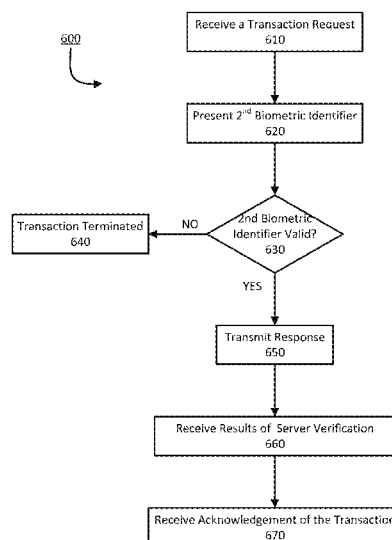 600
Receive a Transaction Request
610
Present 2nd Biometric Identifier
620
2nd Biometric
Identifier Valid?
630
NO
Transaction Terminated
640
YES
Transmit Response
650
Receive Results of Server Verification
660
Receive Acknowledgement of the Transaction
670